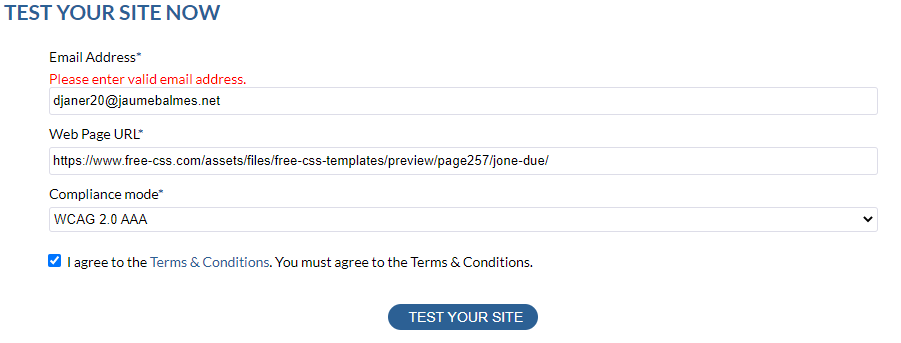 TEST YOUR SITE NOW
Email Address*
Please enter valid email address.
djaner20@jaumebalmes.net
Web Page URL*
https://www.free-css.com/assets/files/free-css-templates/preview/page257/jone-due/
Compliance mode*
WCAG 2.0 AAA
I agree to the Terms & Conditions. You must agree to the Terms & Conditions.
TEST YOUR SITE